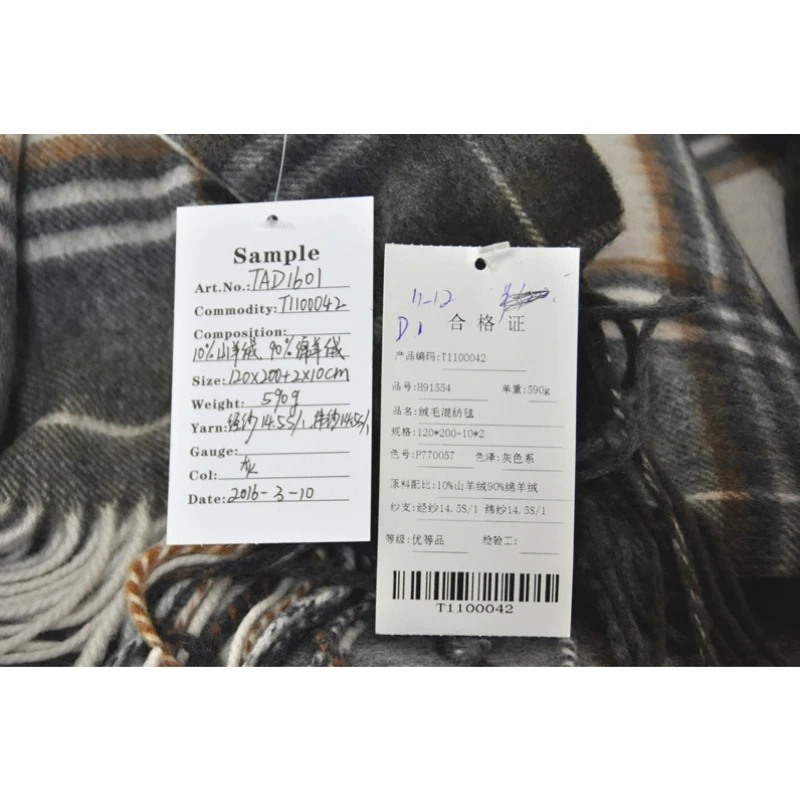 Sample
Art.No.: TAD1601
Commodity: T1100042
Composition:
10%山羊绒 90%绵羊绒
Size: 120x200+2x10cm
Weight: 590g
Yarn: 经纱14.5S/1 纬纱14.5S/1
Gauge:
Col: 灰
Date: 2016-3-10
11-12
D1
合格证
产品编码: T1100042
品号: H91554 单重: 590g
品名: 绒毛混纺毯
规格: 120*200+10*2
色号: P770057 色泽: 灰色系
原料配比: 10%山羊绒90%绵羊绒
纱支: 经纱14.5S/1 纬纱14.5S/1
等级: 优等品 检验工:
T1100042